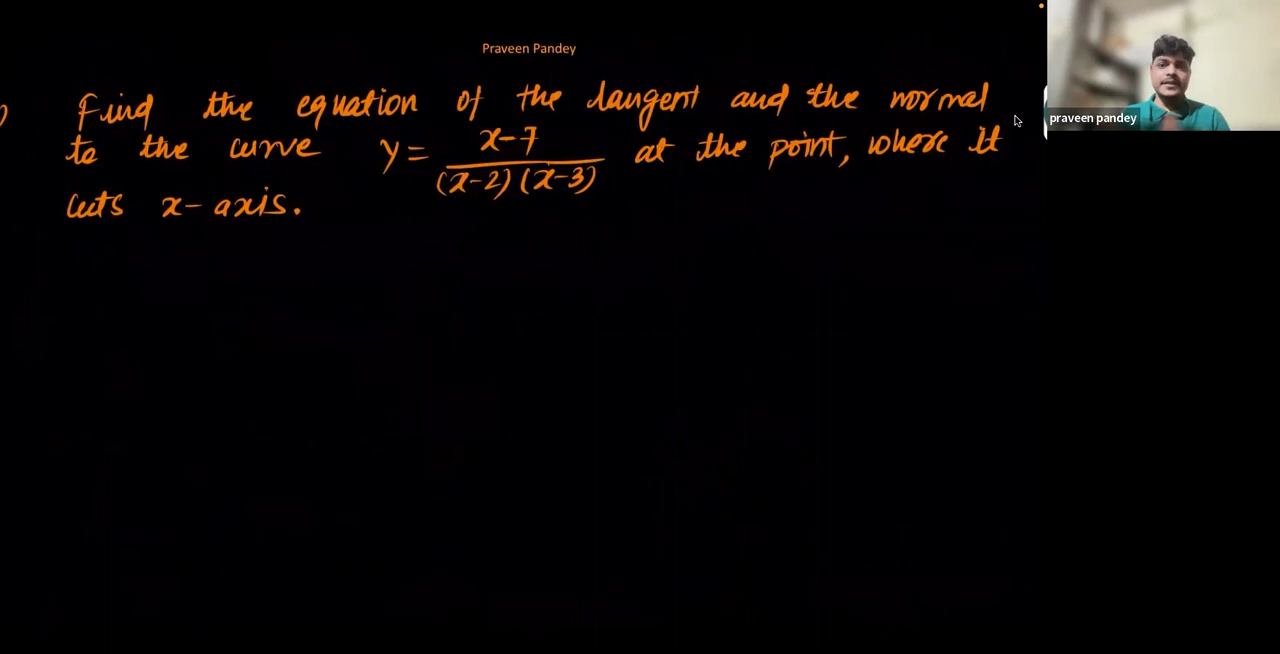 Praveen Pandey
praveen pandey
Find the equation of the tangent and the normal
to the curve y = x-7 / (x-2)(x-3) at the point, where it
cuts x-axis.